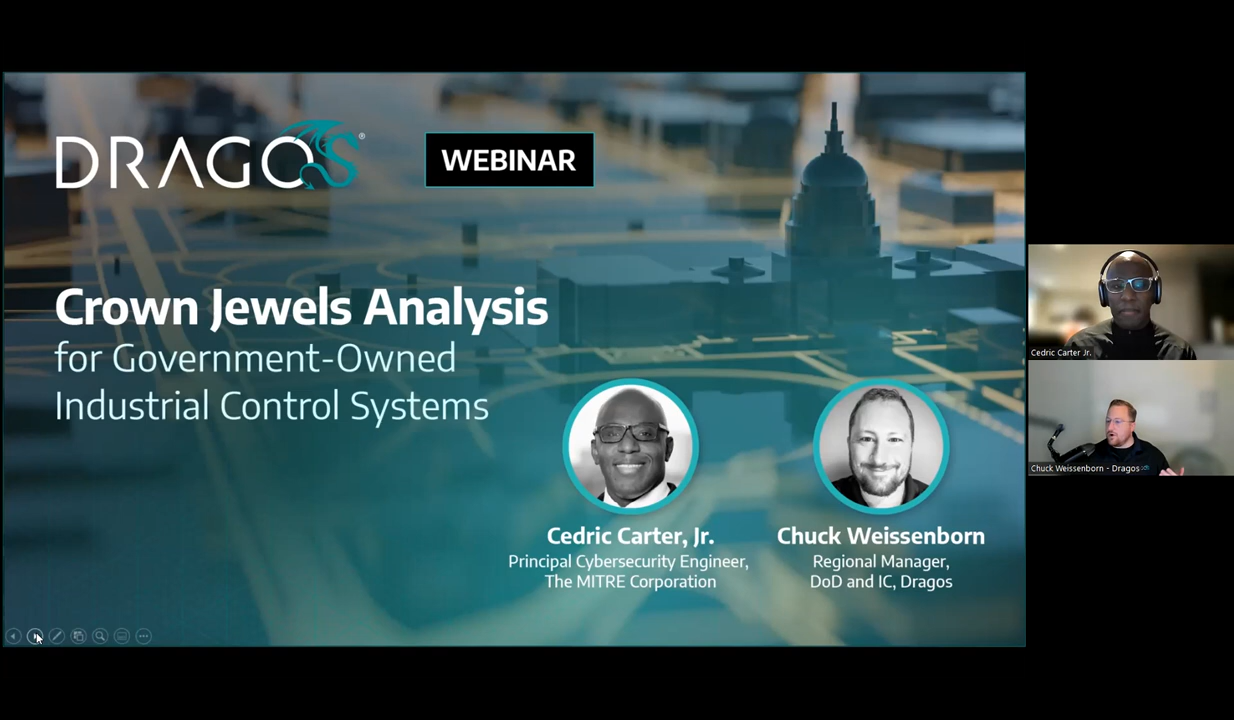 DRAGOS®
WEBINAR
Crown Jewels Analysis
for Government-Owned
Industrial Control Systems
Cedric Carter, Jr.
Principal Cybersecurity Engineer,
The MITRE Corporation
Chuck Weissenborn
Regional Manager,
DoD and IC, Dragos
Cedric Carter Jr.
Chuck Weissenborn - Dragos